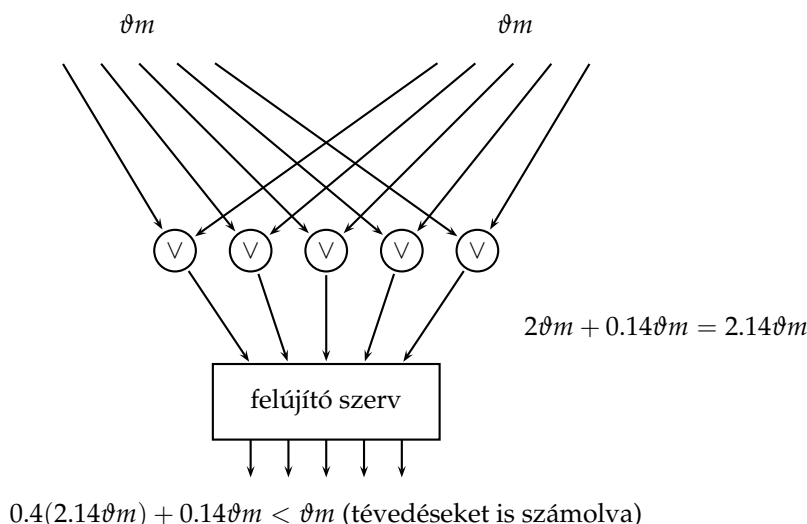 ϑm ϑm
∨ ∨ ∨ ∨ ∨
2ϑm + 0.14ϑm = 2.14ϑm
felújító szerv
0.4(2.14ϑm) + 0.14ϑm < ϑm (tévedéseket is számolva)